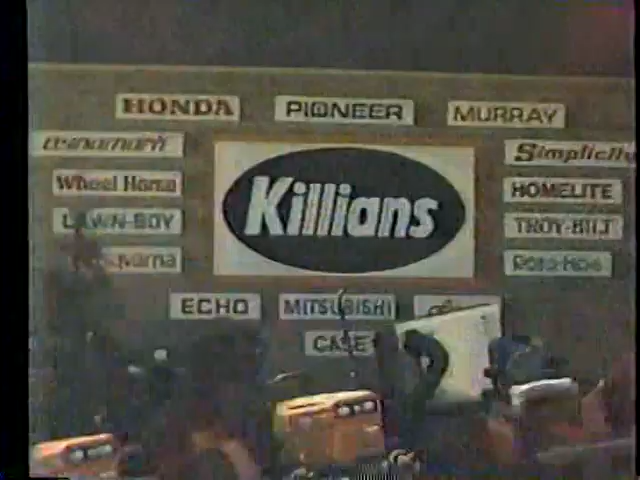 HONDA
PIONEER
MURRAY
Simplicity
Wheel Horse
Killians
HOMELITE
LAWN-BOY
TROY-BILT
ECHO
MITSUBISHI
CASE